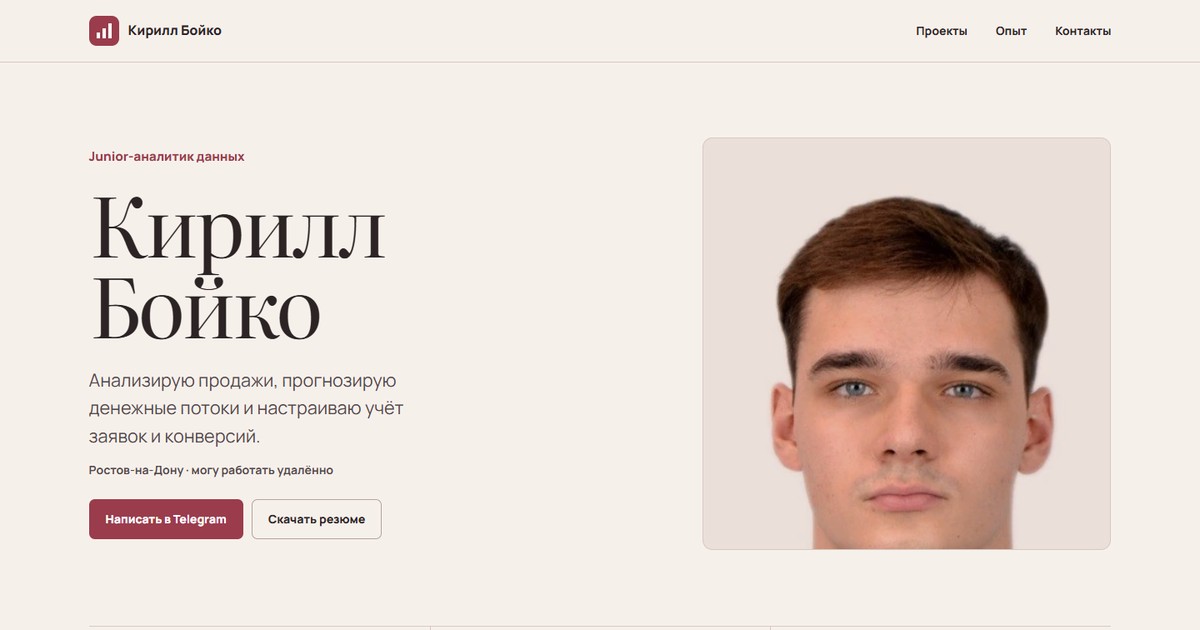 Кирилл Бойко
Проекты
Опыт
Контакты
Junior-аналитик данных
Кирилл
Бойко
Анализирую продажи, прогнозирую
денежные потоки и настраиваю учёт
заявок и конверсий.
Ростов-на-Дону · могу работать удалённо
Написать в Telegram
Скачать резюме